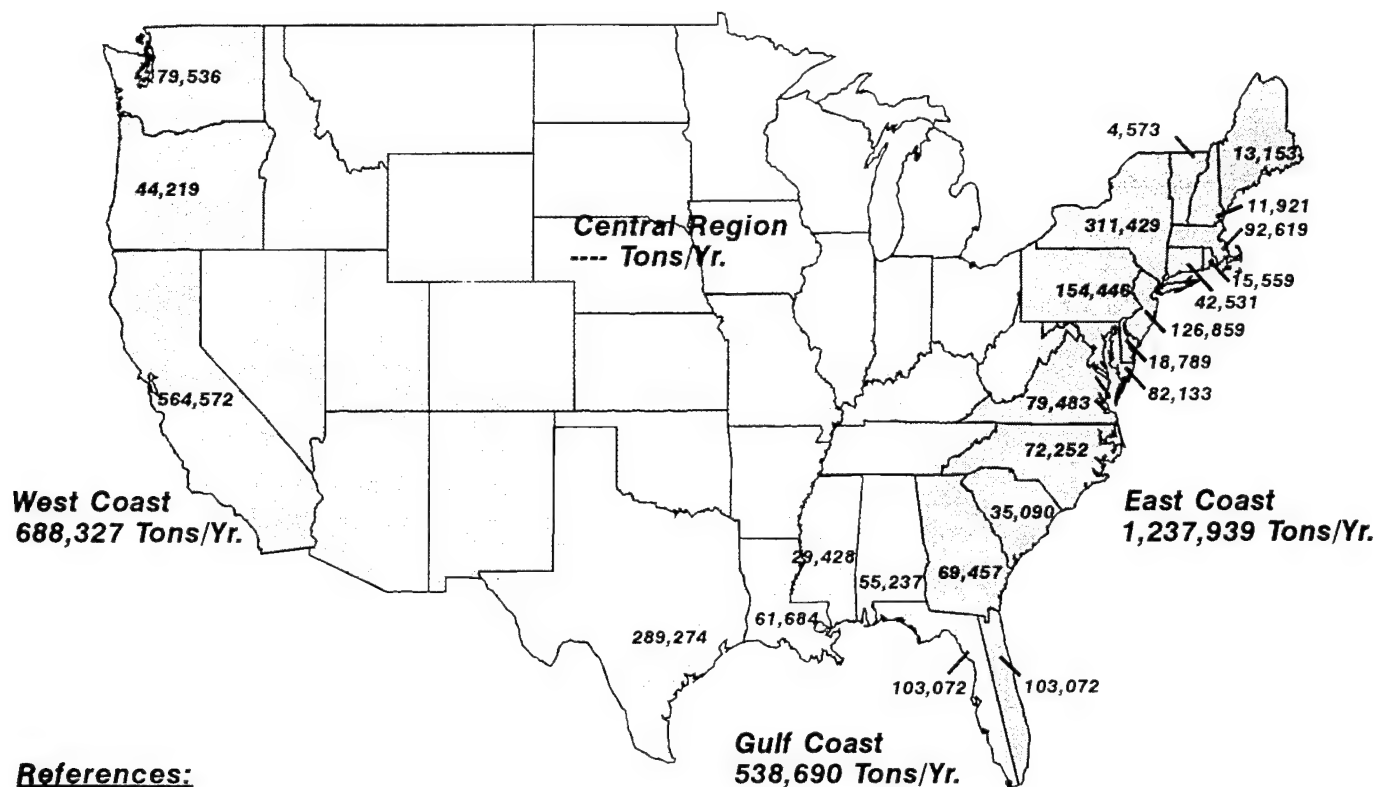 79,536
4,573
13,153
44,219
11,921
Central Region
---- Tons/Yr.
311,429
92,619
15,559
154,446
42,531
126,859
18,789
564,572
79,483
82,133
72,252
West Coast
688,327 Tons/Yr.
East Coast
1,237,939 Tons/Yr.
35,090
29,428
69,457
55,237
61,684
289,274
103,072
103,072
Gulf Coast
538,690 Tons/Yr.
References: